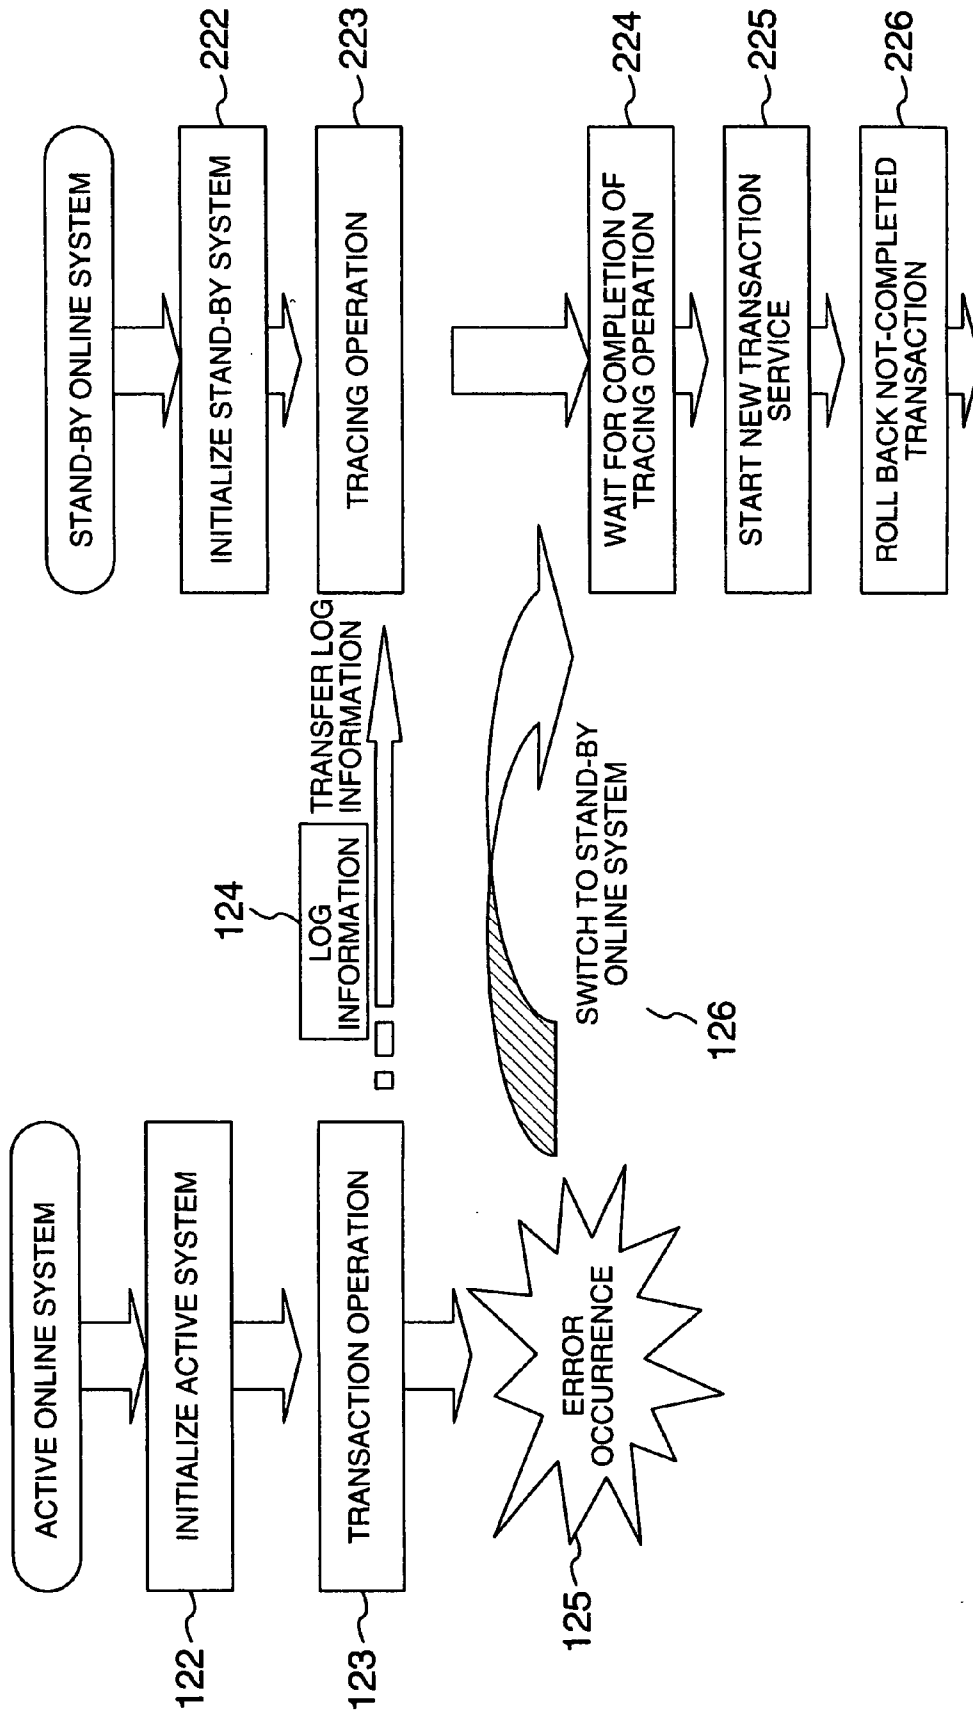 ACTIVE ONLINE SYSTEM
122
INITIALIZE ACTIVE SYSTEM
123
TRANSACTION OPERATION
125
ERROR
OCCURRENCE
124
LOG
INFORMATION
TRANSFER LOG
INFORMATION
SWITCH TO STAND-BY
ONLINE SYSTEM
126
STAND-BY ONLINE SYSTEM
INITIALIZE STAND-BY SYSTEM
222
TRACING OPERATION
223
WAIT FOR COMPLETION OF
TRACING OPERATION
224
START NEW TRANSACTION
SERVICE
225
ROLL BACK NOT-COMPLETED
TRANSACTION
226